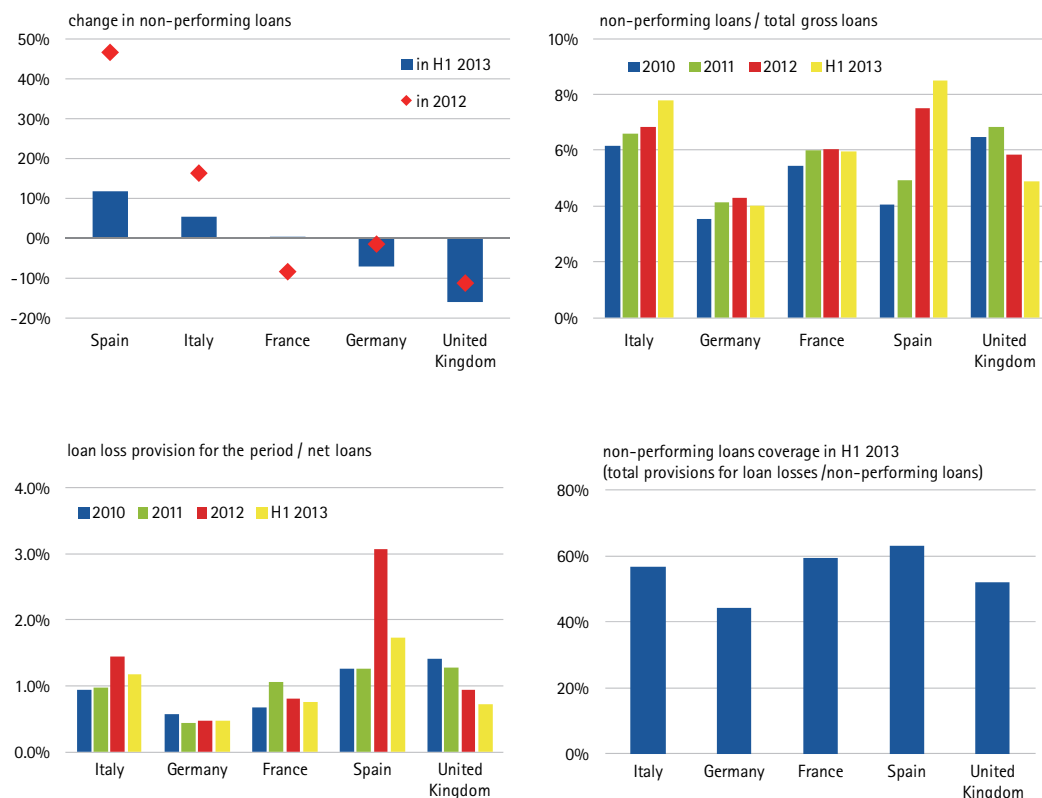 change in non-performing loans
50%
40%
30%
20%
10%
0%
-10%
-20%
in H1 2013
in 2012
Spain
Italy
France
Germany
United
Kingdom
non-performing loans / total gross loans
10%
8%
6%
4%
2%
0%
2010 2011 2012 H1 2013
Italy
Germany
France
Spain
United
Kingdom
loan loss provision for the period / net loans
4.0%
3.0%
2.0%
1.0%
0.0%
2010 2011 2012 H1 2013
Italy
Germany
France
Spain
United
Kingdom
non-performing loans coverage in H1 2013
(total provisions for loan losses /non-performing loans)
80%
60%
40%
20%
0%
Italy
Germany
France
Spain
United
Kingdom